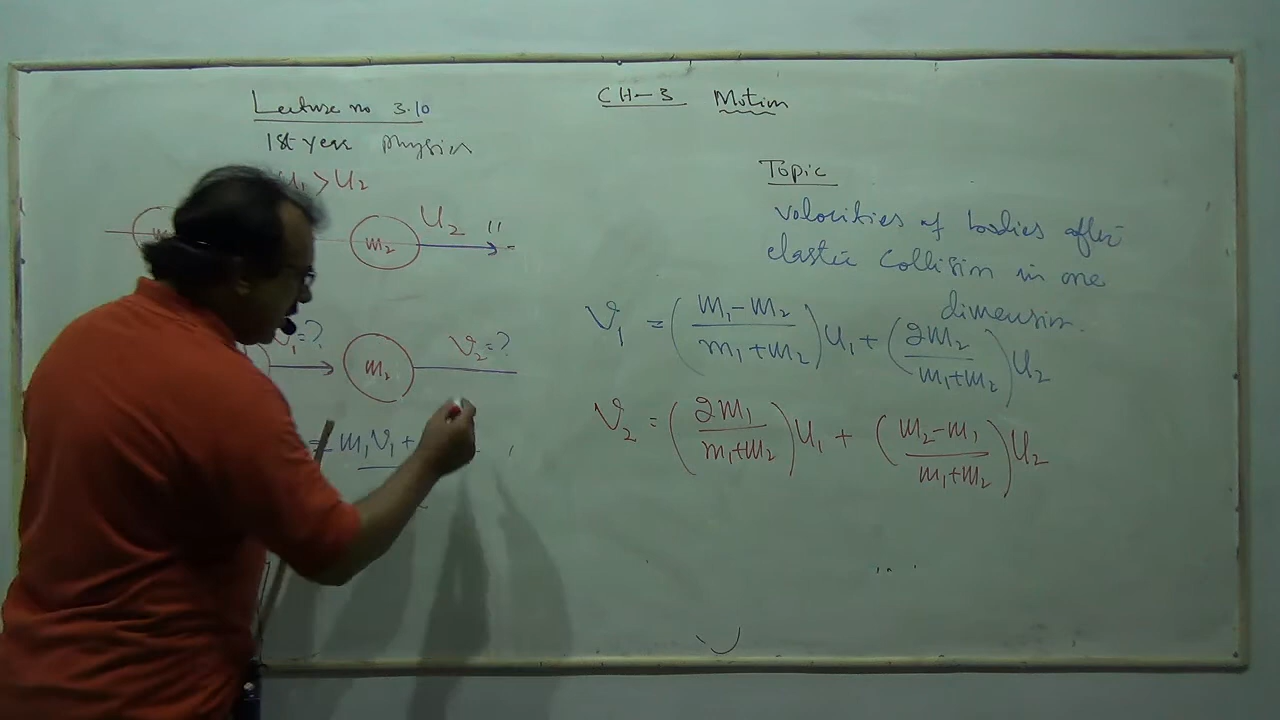 Lecture no 3.10
1st year physics
U₁ > U₂
m₂ U₂
V₁=? m₂ V₂=?
= m₁V₁ +
CH-3 Motion
Topic
velocities of bodies after
elastic collision in one
dimension.
V₁ = ((m₁-m₂)/(m₁+m₂))U₁ + (2m₂/(m₁+m₂))U₂
V₂ = (2m₁/(m₁+m₂))U₁ + ((m₂-m₁)/(m₁+m₂))U₂